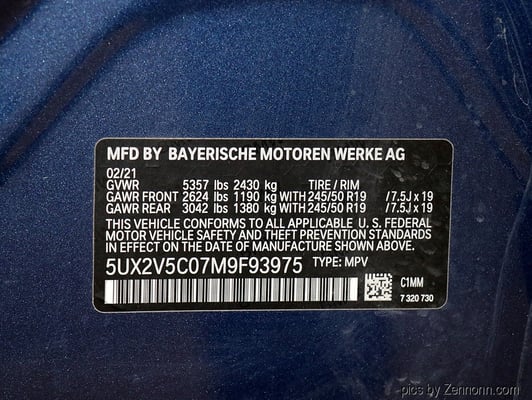 MFD BY BAYERISCHE MOTOREN WERKE AG
02/21
GVWR 5357 lbs 2430 kg TIRE / RIM
GAWR FRONT 2624 lbs 1190 kg WITH 245/50 R19 / 7.5J x 19
GAWR REAR 3042 lbs 1380 kg WITH 245/50 R19 / 7.5J x 19
THIS VEHICLE CONFORMS TO ALL APPLICABLE U. S. FEDERAL
MOTOR VEHICLE SAFETY AND THEFT PREVENTION STANDARDS
IN EFFECT ON THE DATE OF MANUFACTURE SHOWN ABOVE.
5UX2V5C07M9F93975 TYPE: MPV
C1MM
7 320 730
pics by Zennonn.com